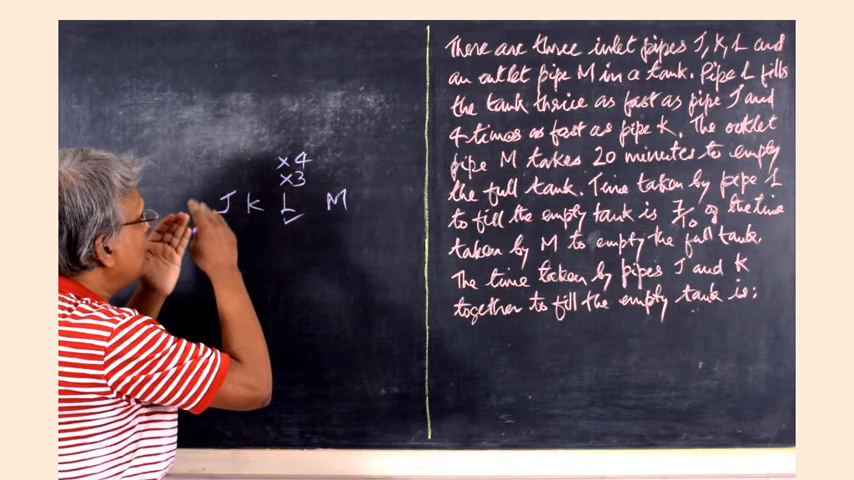 ×4
×3
J K L M
There are three inlet pipes J, K, L and
an outlet pipe M in a tank. Pipe L fills
the tank thrice as fast as pipe J and
4 times as fast as pipe K. The outlet
pipe M takes 20 minutes to empty
the full tank. Time taken by pipe L
to fill the empty tank is 7/10 of the time
taken by M to empty the full tank.
The time taken by pipes J and K
together to fill the empty tank is: